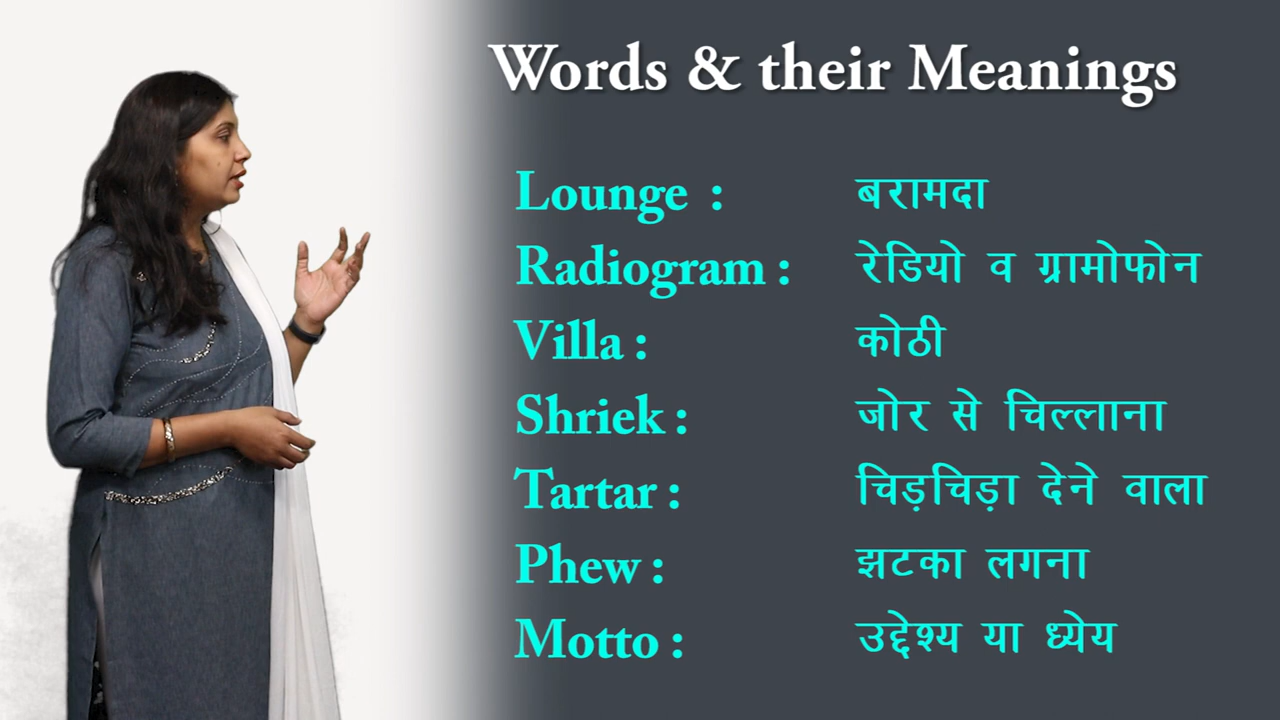 Words & their Meanings
Lounge : बरामदा
Radiogram : रेडियो व ग्रामोफोन
Villa : कोठी
Shriek : जोर से चिल्लाना
Tartar : चिड़चिड़ा देने वाला
Phew : झटका लगना
Motto : उद्देश्य या ध्येय